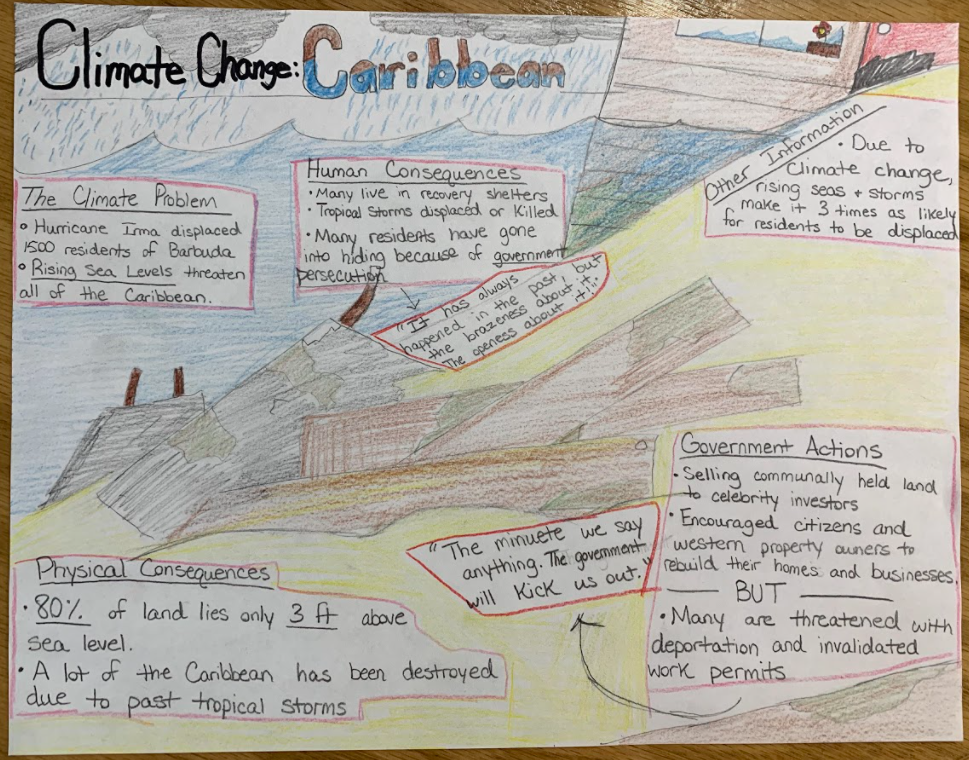 Climate Change: Caribbean
The Climate Problem
Hurricane Irma displaced
1500 residents of Barbuda
Rising Sea Levels threaten
all of the Caribbean.
Human Consequences
• Many live in recovery shelters
• Tropical storms displaced or killed
• Many residents have gone
into hiding because of government
persecution
"It has always
happened in the past, but
the brazeness about it.
The openess about it!"
Other Information
• Due to
Climate change,
rising seas + storms
make it 3 times as likely
for residents to be displaced
Physical Consequences
• 80% of land lies only 3 ft above
sea level.
• A lot of the Caribbean has been destroyed
due to past tropical storms
"The minuete we say
anything. The government
will kick us out."
Government Actions
• Selling communally held land
to celebrity investors
• Encouraged citizens and
western property owners to
rebuild their homes and businesses,
BUT
• Many are threatened with
deportation and invalidated
work permits